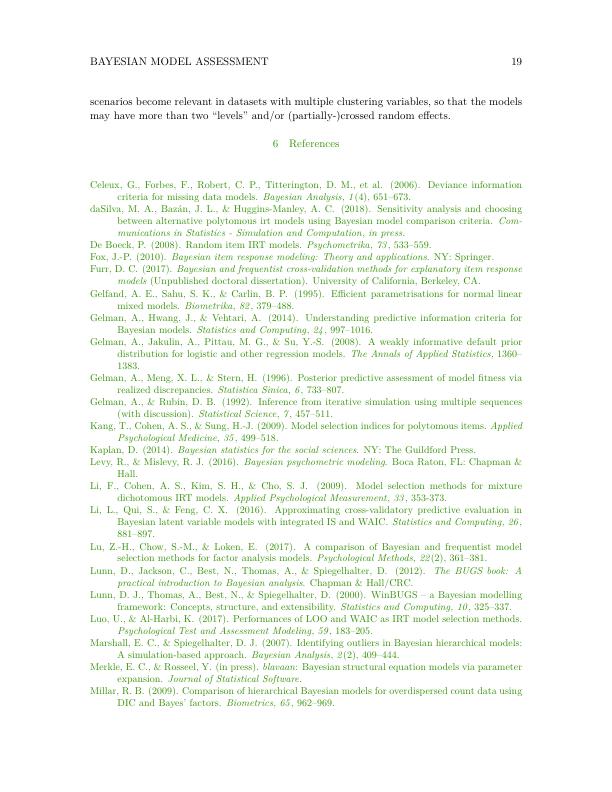 BAYESIAN MODEL ASSESSMENT 19
scenarios become relevant in datasets with multiple clustering variables, so that the models
may have more than two “levels” and/or (partially-)crossed random effects.
6 References
Celeux, G., Forbes, F., Robert, C. P., Titterington, D. M., et al. (2006). Deviance information
criteria for missing data models. Bayesian Analysis, 1(4), 651–673.
daSilva, M. A., Bazán, J. L., & Huggins-Manley, A. C. (2018). Sensitivity analysis and choosing
between alternative polytomous irt models using Bayesian model comparison criteria. Com-
munications in Statistics - Simulation and Computation, in press.
De Boeck, P. (2008). Random item IRT models. Psychometrika, 73, 533–559.
Fox, J.-P. (2010). Bayesian item response modeling: Theory and applications. NY: Springer.
Furr, D. C. (2017). Bayesian and frequentist cross-validation methods for explanatory item response
models (Unpublished doctoral dissertation). University of California, Berkeley, CA.
Gelfand, A. E., Sahu, S. K., & Carlin, B. P. (1995). Efficient parametrisations for normal linear
mixed models. Biometrika, 82, 379–488.
Gelman, A., Hwang, J., & Vehtari, A. (2014). Understanding predictive information criteria for
Bayesian models. Statistics and Computing, 24, 997–1016.
Gelman, A., Jakulin, A., Pittau, M. G., & Su, Y.-S. (2008). A weakly informative default prior
distribution for logistic and other regression models. The Annals of Applied Statistics, 1360–
1383.
Gelman, A., Meng, X. L., & Stern, H. (1996). Posterior predictive assessment of model fitness via
realized discrepancies. Statistica Sinica, 6, 733–807.
Gelman, A., & Rubin, D. B. (1992). Inference from iterative simulation using multiple sequences
(with discussion). Statistical Science, 7, 457–511.
Kang, T., Cohen, A. S., & Sung, H.-J. (2009). Model selection indices for polytomous items. Applied
Psychological Medicine, 35, 499–518.
Kaplan, D. (2014). Bayesian statistics for the social sciences. NY: The Guildford Press.
Levy, R., & Mislevy, R. J. (2016). Bayesian psychometric modeling. Boca Raton, FL: Chapman &
Hall.
Li, F., Cohen, A. S., Kim, S. H., & Cho, S. J. (2009). Model selection methods for mixture
dichotomous IRT models. Applied Psychological Measurement, 33, 353-373.
Li, L., Qui, S., & Feng, C. X. (2016). Approximating cross-validatory predictive evaluation in
Bayesian latent variable models with integrated IS and WAIC. Statistics and Computing, 26,
881–897.
Lu, Z.-H., Chow, S.-M., & Loken, E. (2017). A comparison of Bayesian and frequentist model
selection methods for factor analysis models. Psychological Methods, 22(2), 361–381.
Lunn, D., Jackson, C., Best, N., Thomas, A., & Spiegelhalter, D. (2012). The BUGS book: A
practical introduction to Bayesian analysis. Chapman & Hall/CRC.
Lunn, D. J., Thomas, A., Best, N., & Spiegelhalter, D. (2000). WinBUGS – a Bayesian modelling
framework: Concepts, structure, and extensibility. Statistics and Computing, 10, 325–337.
Luo, U., & Al-Harbi, K. (2017). Performances of LOO and WAIC as IRT model selection methods.
Psychological Test and Assessment Modeling, 59, 183–205.
Marshall, E. C., & Spiegelhalter, D. J. (2007). Identifying outliers in Bayesian hierarchical models:
A simulation-based approach. Bayesian Analysis, 2(2), 409–444.
Merkle, E. C., & Rosseel, Y. (in press). blavaan: Bayesian structural equation models via parameter
expansion. Journal of Statistical Software.
Millar, R. B. (2009). Comparison of hierarchical Bayesian models for overdispersed count data using
DIC and Bayes’ factors. Biometrics, 65, 962–969.